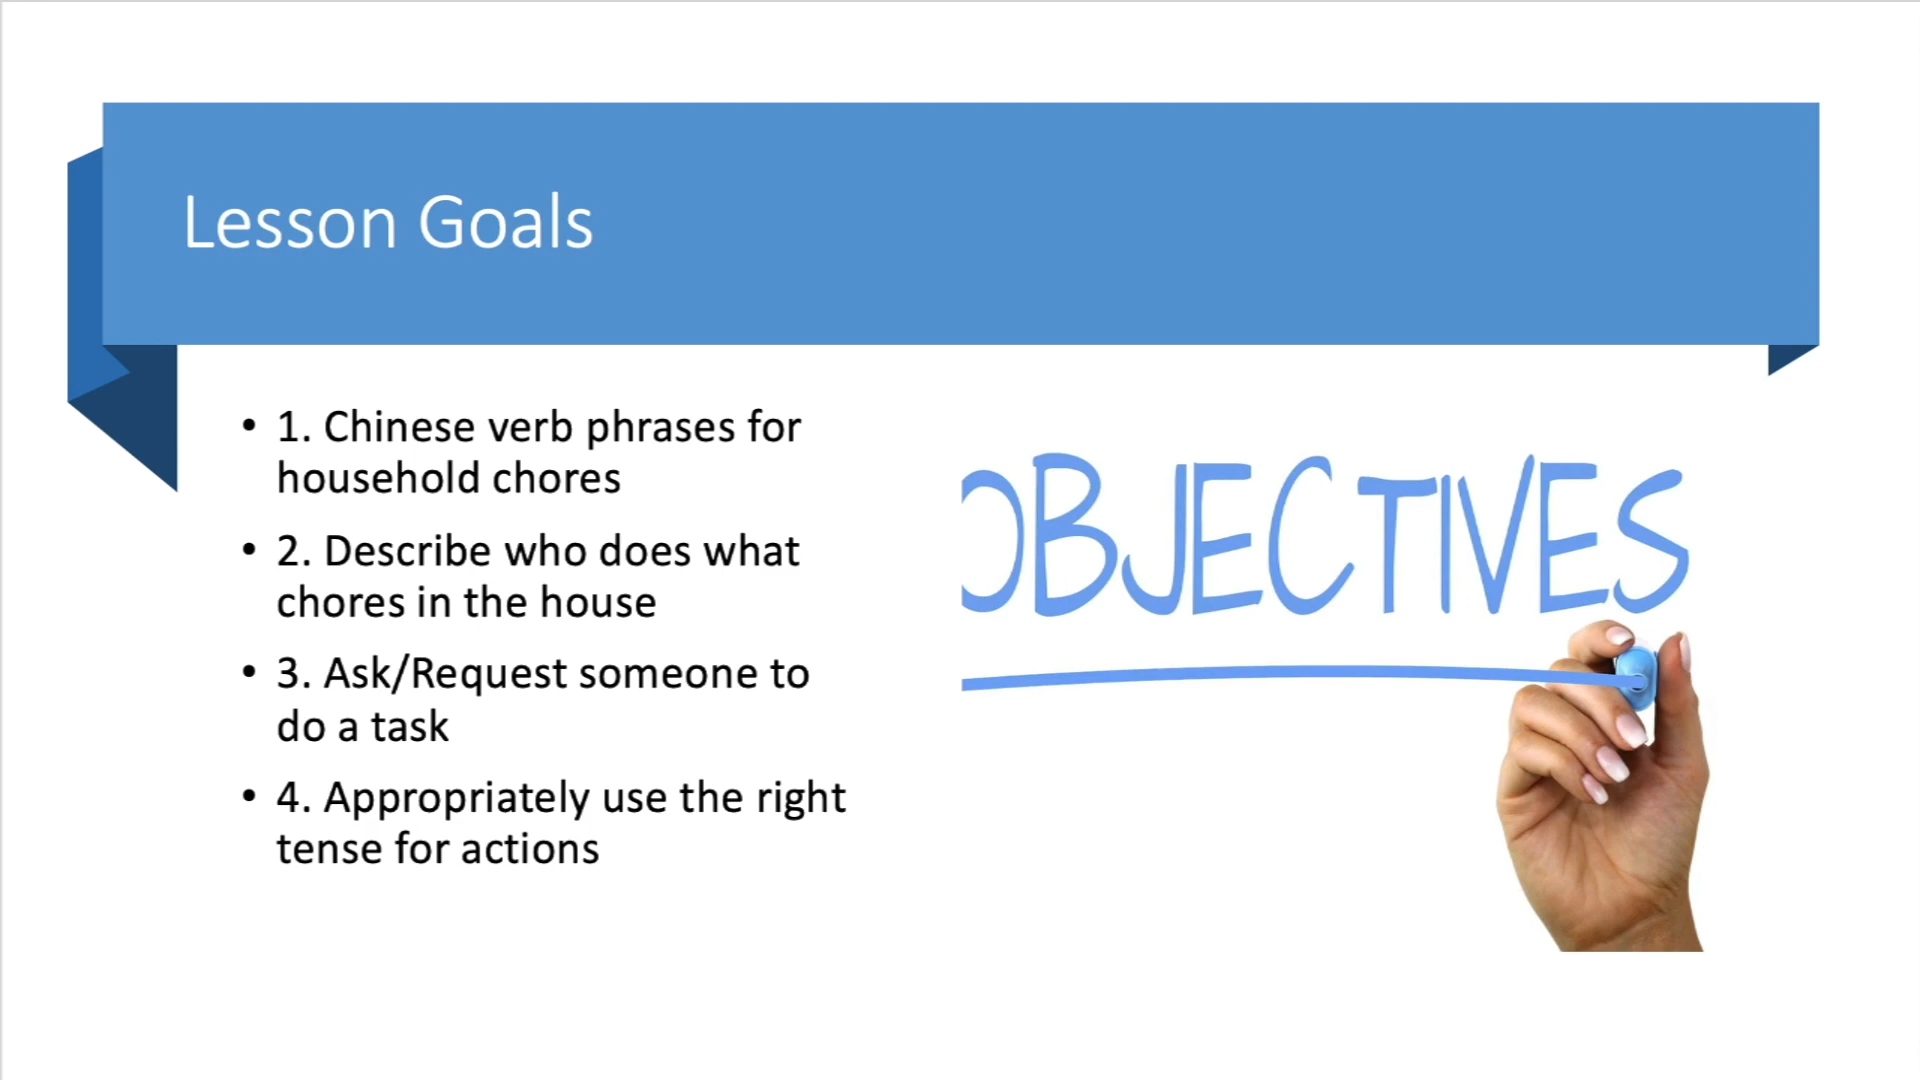 Lesson Goals
• 1. Chinese verb phrases for
household chores
• 2. Describe who does what
chores in the house
• 3. Ask/Request someone to
do a task
• 4. Appropriately use the right
tense for actions
OBJECTIVES